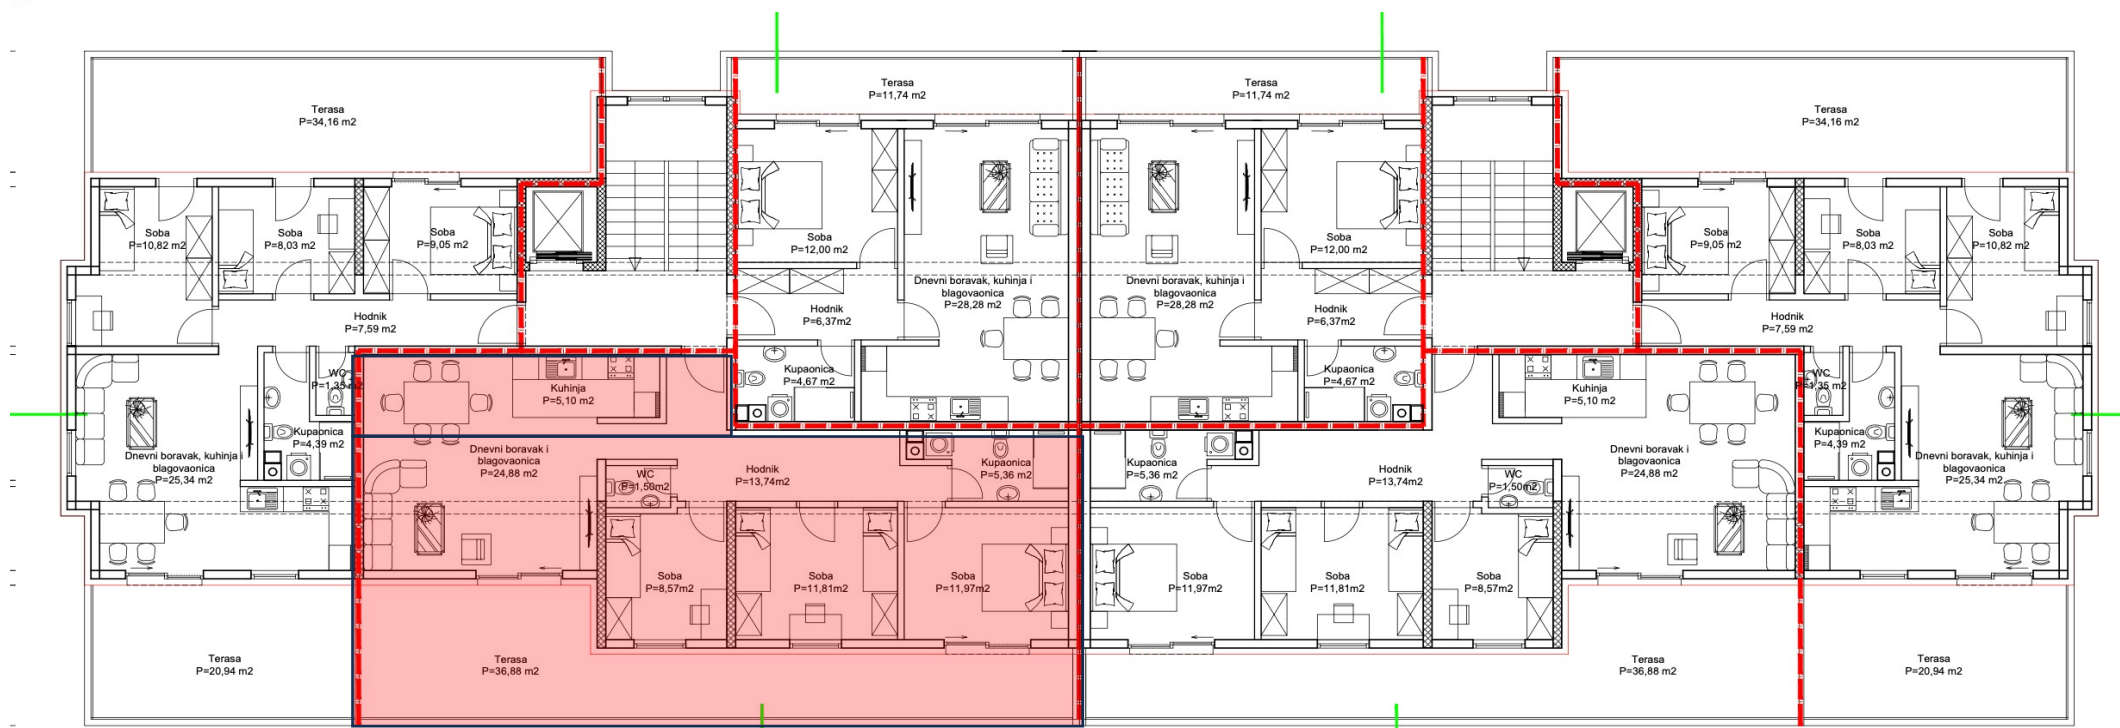 Terasa
P=34,16 m2
Terasa
P=11,74 m2
Terasa
P=11,74 m2
Terasa
P=34,16 m2
Soba
P=10,82 m2
Soba
P=8,03 m2
Soba
P=9,05 m2
Soba
P=12,00 m2
Soba
P=12,00 m2
Soba
P=9,05 m2
Soba
P=8,03 m2
Soba
P=10,82 m2
Hodnik
P=7,59 m2
Hodnik
P=6,37m2
Dnevni boravak, kuhinja i
blagovaonica
P=28,28 m2
Dnevni boravak, kuhinja i
blagovaonica
P=28,28 m2
Hodnik
P=6,37m2
Hodnik
P=7,59 m2
WC
P=1,35 m2
Kuhinja
P=5,10 m2
Kupaonica
P=4,67 m2
Kupaonica
P=4,67 m2
Kuhinja
P=5,10 m2
WC
P=1,35 m2
Dnevni boravak, kuhinja i
blagovaonica
P=25,34 m2
Kupaonica
P=4,39 m2
Dnevni boravak i
blagovaonica
P=24,88 m2
WC
P=1,50m2
Hodnik
P=13,74m2
Kupaonica
P=5,36 m2
Kupaonica
P=5,36 m2
Hodnik
P=13,74m2
WC
P=1,50m2
Dnevni boravak i
blagovaonica
P=24,88 m2
Kupaonica
P=4,39 m2
Dnevni boravak, kuhinja i
blagovaonica
P=25,34 m2
Soba
P=8,57m2
Soba
P=11,81m2
Soba
P=11,97m2
Soba
P=11,97m2
Soba
P=11,81m2
Soba
P=8,57m2
Terasa
P=20,94 m2
Terasa
P=36,88 m2
Terasa
P=36,88 m2
Terasa
P=20,94 m2